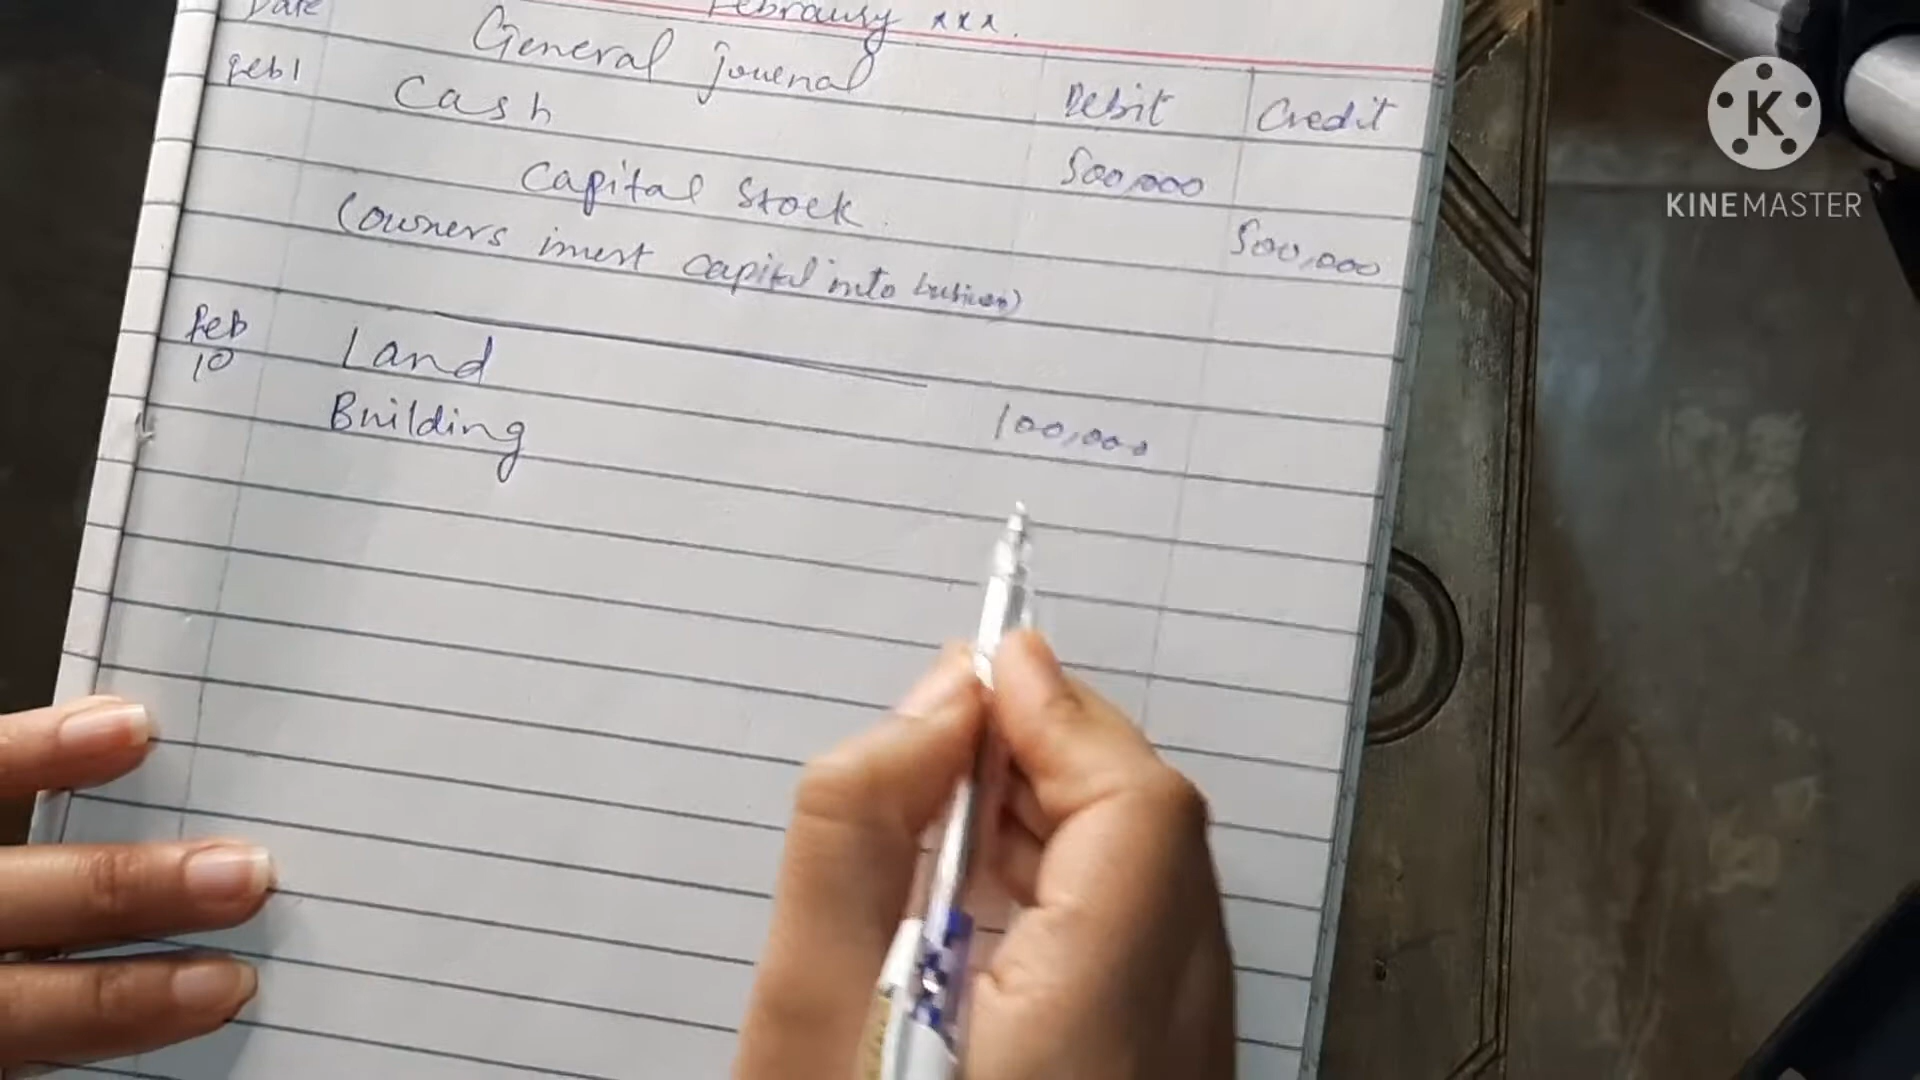 Date
February xxx.
General journal
Debit
Credit
feb 1
Cash
500,000
Capital Stock.
500,000
(owners invest capital into business)
feb
10
Land
100,000
Building
K
KINEMASTER